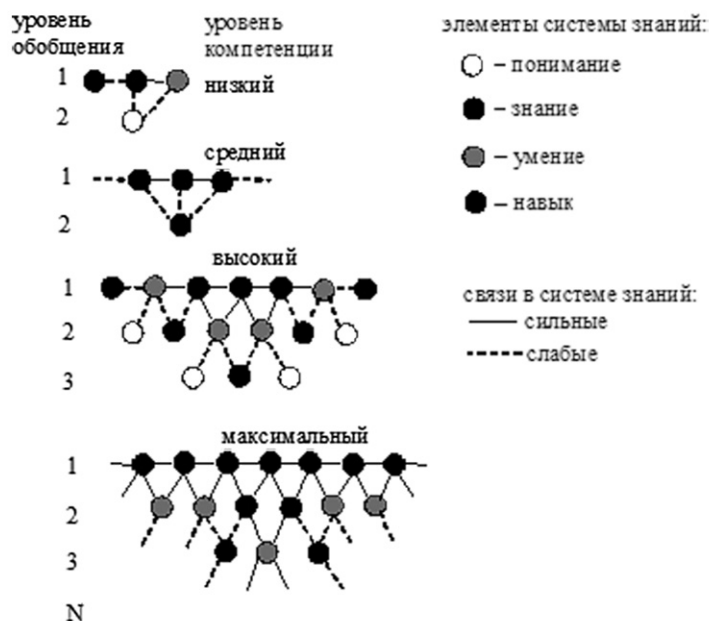 уровень обобщения
уровень компетенции
1
низкий
2
средний
1
2
высокий
1
2
3
максимальный
1
2
3
N
элементы системы знаний:
– понимание
– знание
– умение
– навык
связи в системе знаний:
сильные
слабые